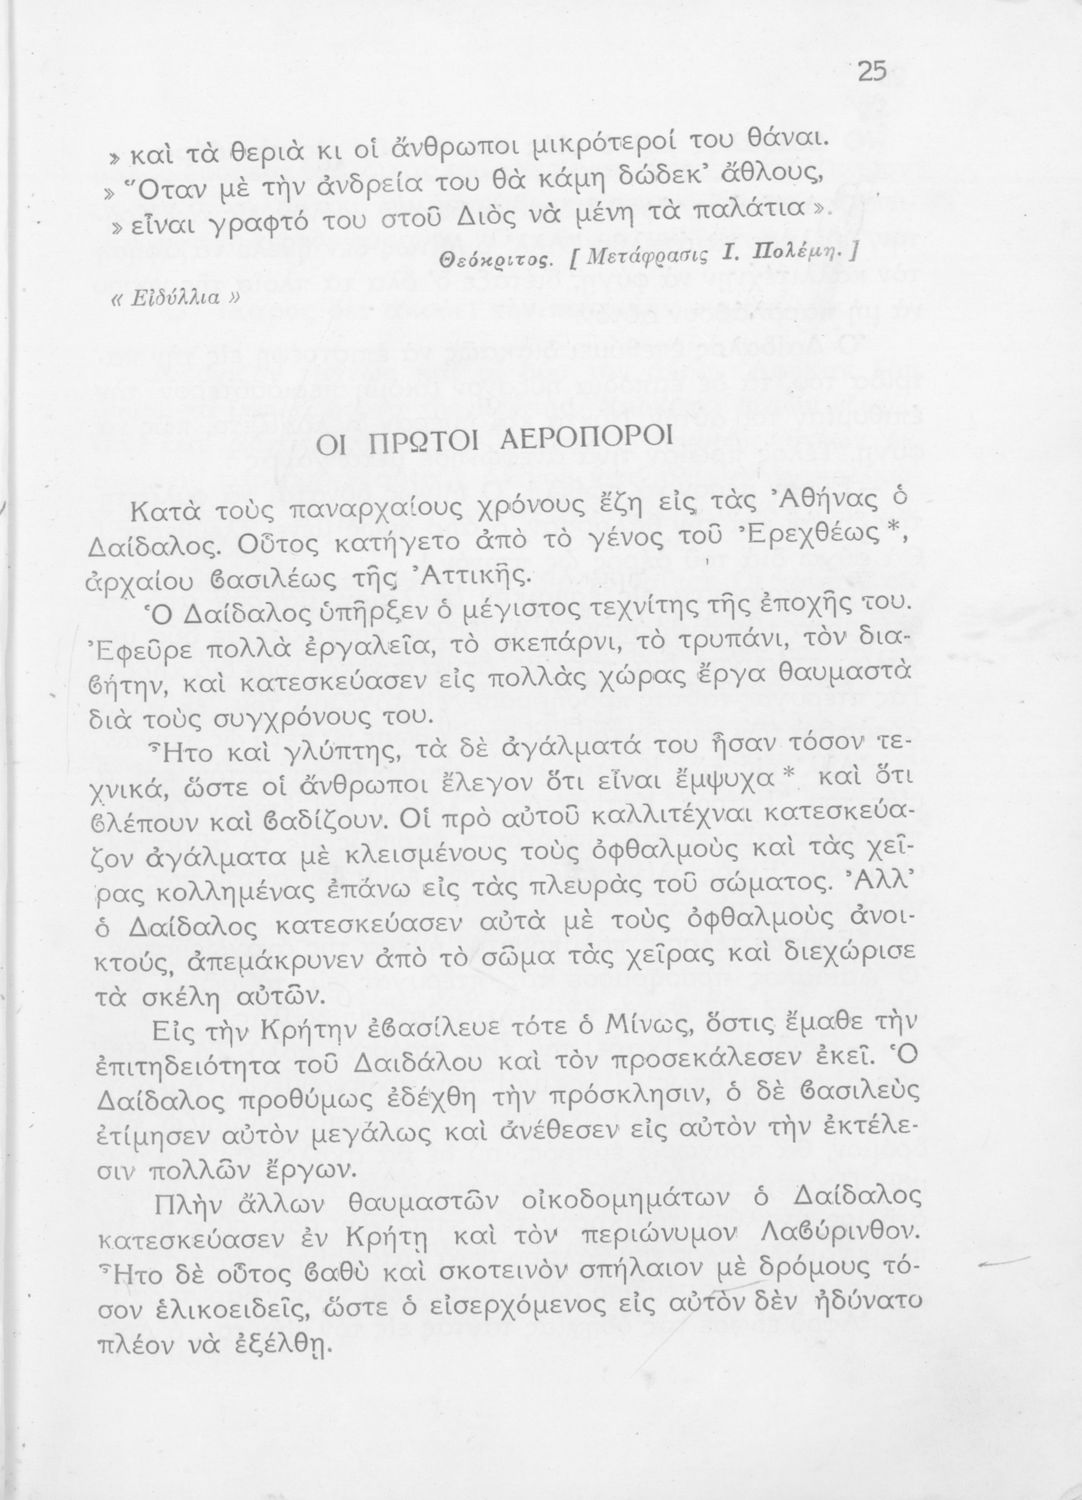 25
» καὶ τὰ θεριὰ κι οἱ ἄνθρωποι μικρότεροί του θάναι.
» Ὅταν μὲ τὴν ἀνδρεία του θὰ κάμη δώδεκ᾽ ἄθλους,
» εἶναι γραφτό του στοῦ Διὸς νὰ μένη τὰ παλάτια ».
Θεόκριτος. [ Μετάφρασις Ι. Πολέμη. ]
« Εἰδύλλια »
ΟΙ ΠΡΩΤΟΙ ΑΕΡΟΠΟΡΟΙ
Κατὰ τοὺς παναρχαίους χρόνους ἔζη εἰς τὰς Ἀθήνας ὁ
Δαίδαλος. Οὗτος κατήγετο ἀπὸ τὸ γένος τοῦ Ἐρεχθέως *,
ἀρχαίου βασιλέως τῆς Ἀττικῆς.
Ὁ Δαίδαλος ὑπῆρξεν ὁ μέγιστος τεχνίτης τῆς ἐποχῆς του.
Ἐφεῦρε πολλὰ ἐργαλεῖα, τὸ σκεπάρνι, τὸ τρυπάνι, τὸν δια-
βήτην, καὶ κατεσκεύασεν εἰς πολλὰς χώρας ἔργα θαυμαστὰ
διὰ τοὺς συγχρόνους του.
Ἦτο καὶ γλύπτης, τὰ δὲ ἀγάλματά του ἦσαν τόσον τε-
χνικά, ὥστε οἱ ἄνθρωποι ἔλεγον ὅτι εἶναι ἔμψυχα * καὶ ὅτι
βλέπουν καὶ βαδίζουν. Οἱ πρὸ αὐτοῦ καλλιτέχναι κατεσκεύα-
ζον ἀγάλματα μὲ κλεισμένους τοὺς ὀφθαλμοὺς καὶ τὰς χεῖ-
ρας κολλημένας ἐπάνω εἰς τὰς πλευρὰς τοῦ σώματος. Ἀλλ᾽
ὁ Δαίδαλος κατεσκεύασεν αὐτὰ μὲ τοὺς ὀφθαλμοὺς ἀνοι-
κτούς, ἀπεμάκρυνεν ἀπὸ τὸ σῶμα τὰς χεῖρας καὶ διεχώρισε
τὰ σκέλη αὐτῶν.
Εἰς τὴν Κρήτην ἐβασίλευε τότε ὁ Μίνως, ὅστις ἔμαθε τὴν
ἐπιτηδειότητα τοῦ Δαιδάλου καὶ τὸν προσεκάλεσεν ἐκεῖ. Ὁ
Δαίδαλος προθύμως ἐδέχθη τὴν πρόσκλησιν, ὁ δὲ βασιλεὺς
ἐτίμησεν αὐτὸν μεγάλως καὶ ἀνέθεσεν εἰς αὐτὸν τὴν ἐκτέλε-
σιν πολλῶν ἔργων.
Πλὴν ἄλλων θαυμαστῶν οἰκοδομημάτων ὁ Δαίδαλος
κατεσκεύασεν ἐν Κρήτῃ καὶ τὸν περιώνυμον Λαβύρινθον.
Ἦτο δὲ οὗτος βαθὺ καὶ σκοτεινὸν σπήλαιον μὲ δρόμους τό-
σον ἑλικοειδεῖς, ὥστε ὁ εἰσερχόμενος εἰς αὐτὸν δὲν ἠδύνατο
πλέον νὰ ἐξέλθῃ.